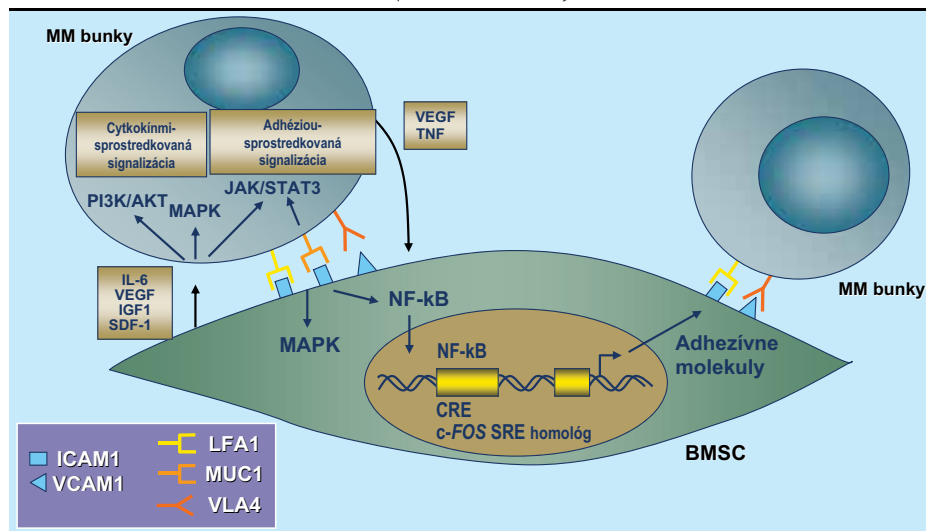 MM bunky
Cytkokínmi-
sprostredkovaná
signalizácia
Adhéziou-
sprostredkovaná
signalizácia
VEGF
TNF
PI3K/AKT
MAPK
JAK/STAT3
IL-6
VEGF
IGF1
SDF-1
MM bunky
MAPK
NF-kB
NF-kB
CRE
c-FOS SRE homológ
Adhezívne
molekuly
BMSC
ICAM1
VCAM1
LFA1
MUC1
VLA4